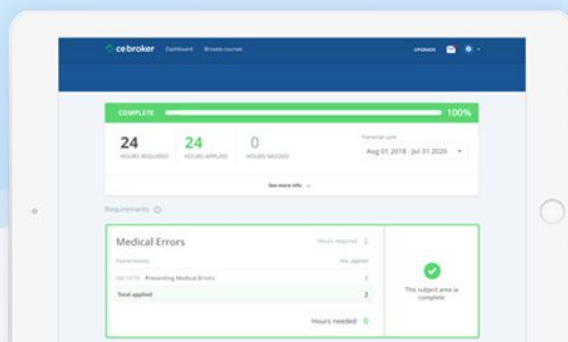 ce broker Dashboard Browse courses UPGRADE
COMPLETE 100%
24 24 0
HOURS REQUIRED HOURS APPLIED HOURS NEEDED
Transcript cycle
Aug 01 2018 - Jul 31 2020
See more info
Requirements
Medical Errors Hours required 2
Course history Hrs. applied
Preventing Medical Errors 2
Total applied 2
Hours needed 0
This subject area is
complete